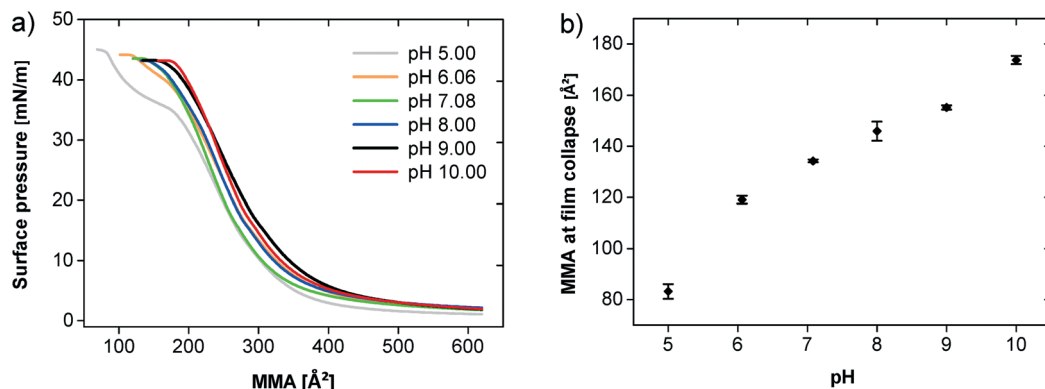 a)
Surface pressure [mN/m]
50
40
30
20
10
0
100 200 300 400 500 600
MMA [Å²]
pH 5.00
pH 6.06
pH 7.08
pH 8.00
pH 9.00
pH 10.00
b)
MMA at film collapse [Å²]
180
160
140
120
100
80
5 6 7 8 9 10
pH